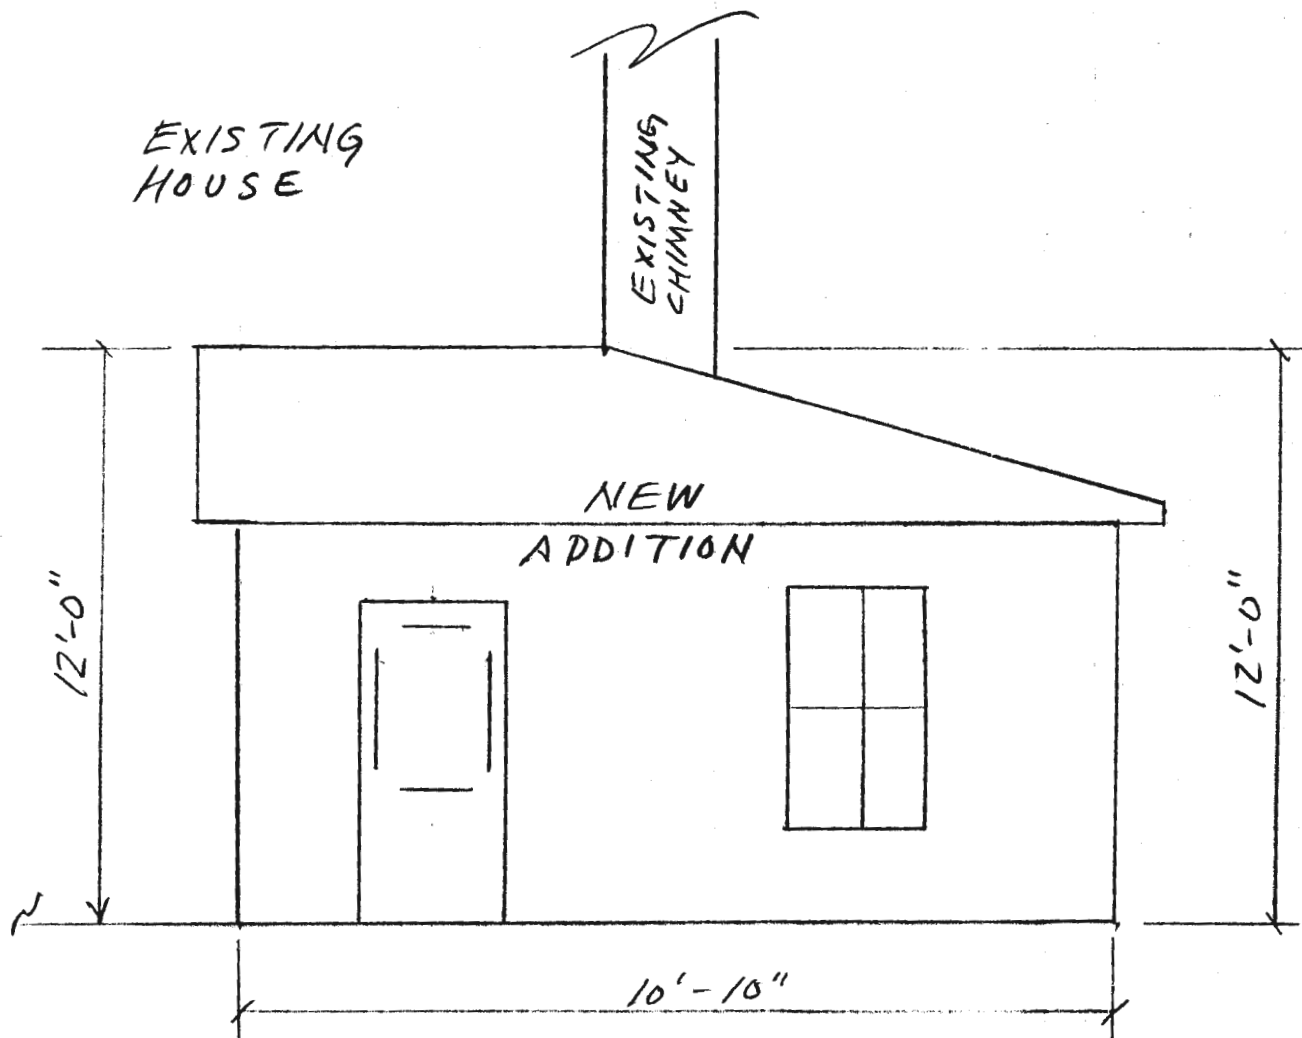 EXISTING
HOUSE
EXISTING
CHIMNEY
NEW
ADDITION
12'-0"
12'-0"
10'-10"